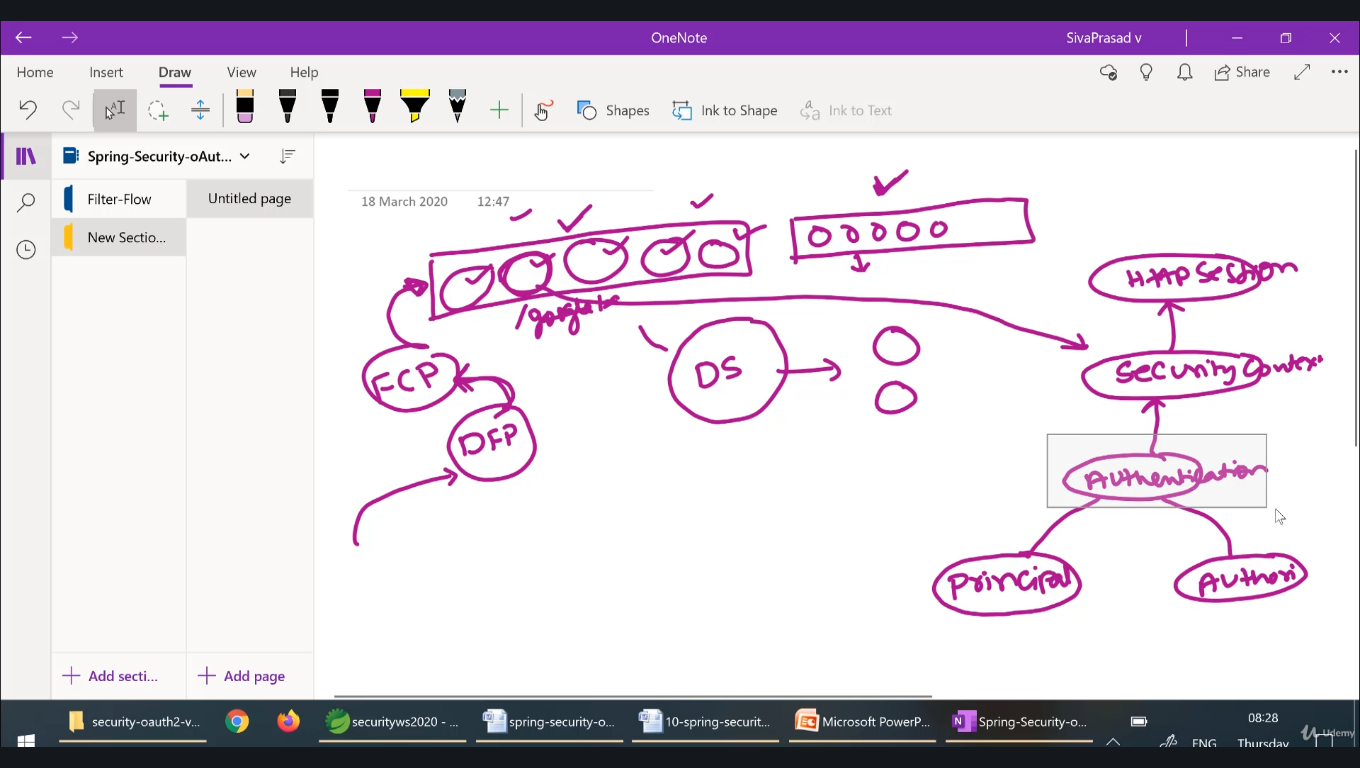 OneNote
SivaPrasad v
Home Insert Draw View Help
Share
Shapes
Ink to Shape
Ink to Text
Spring-Security-oAut...
Filter-Flow
New Sectio...
Untitled page
18 March 2020 12:47
FCP
DFP
DS
HttpSession
Security Contex
Authentication
Principal
Authori
Add secti...
Add page
security-oauth2-v...
securityws2020 - ...
spring-security-o...
10-spring-securit...
Microsoft PowerP...
Spring-Security-o...
ENG
08:28
Thursday
Udemy